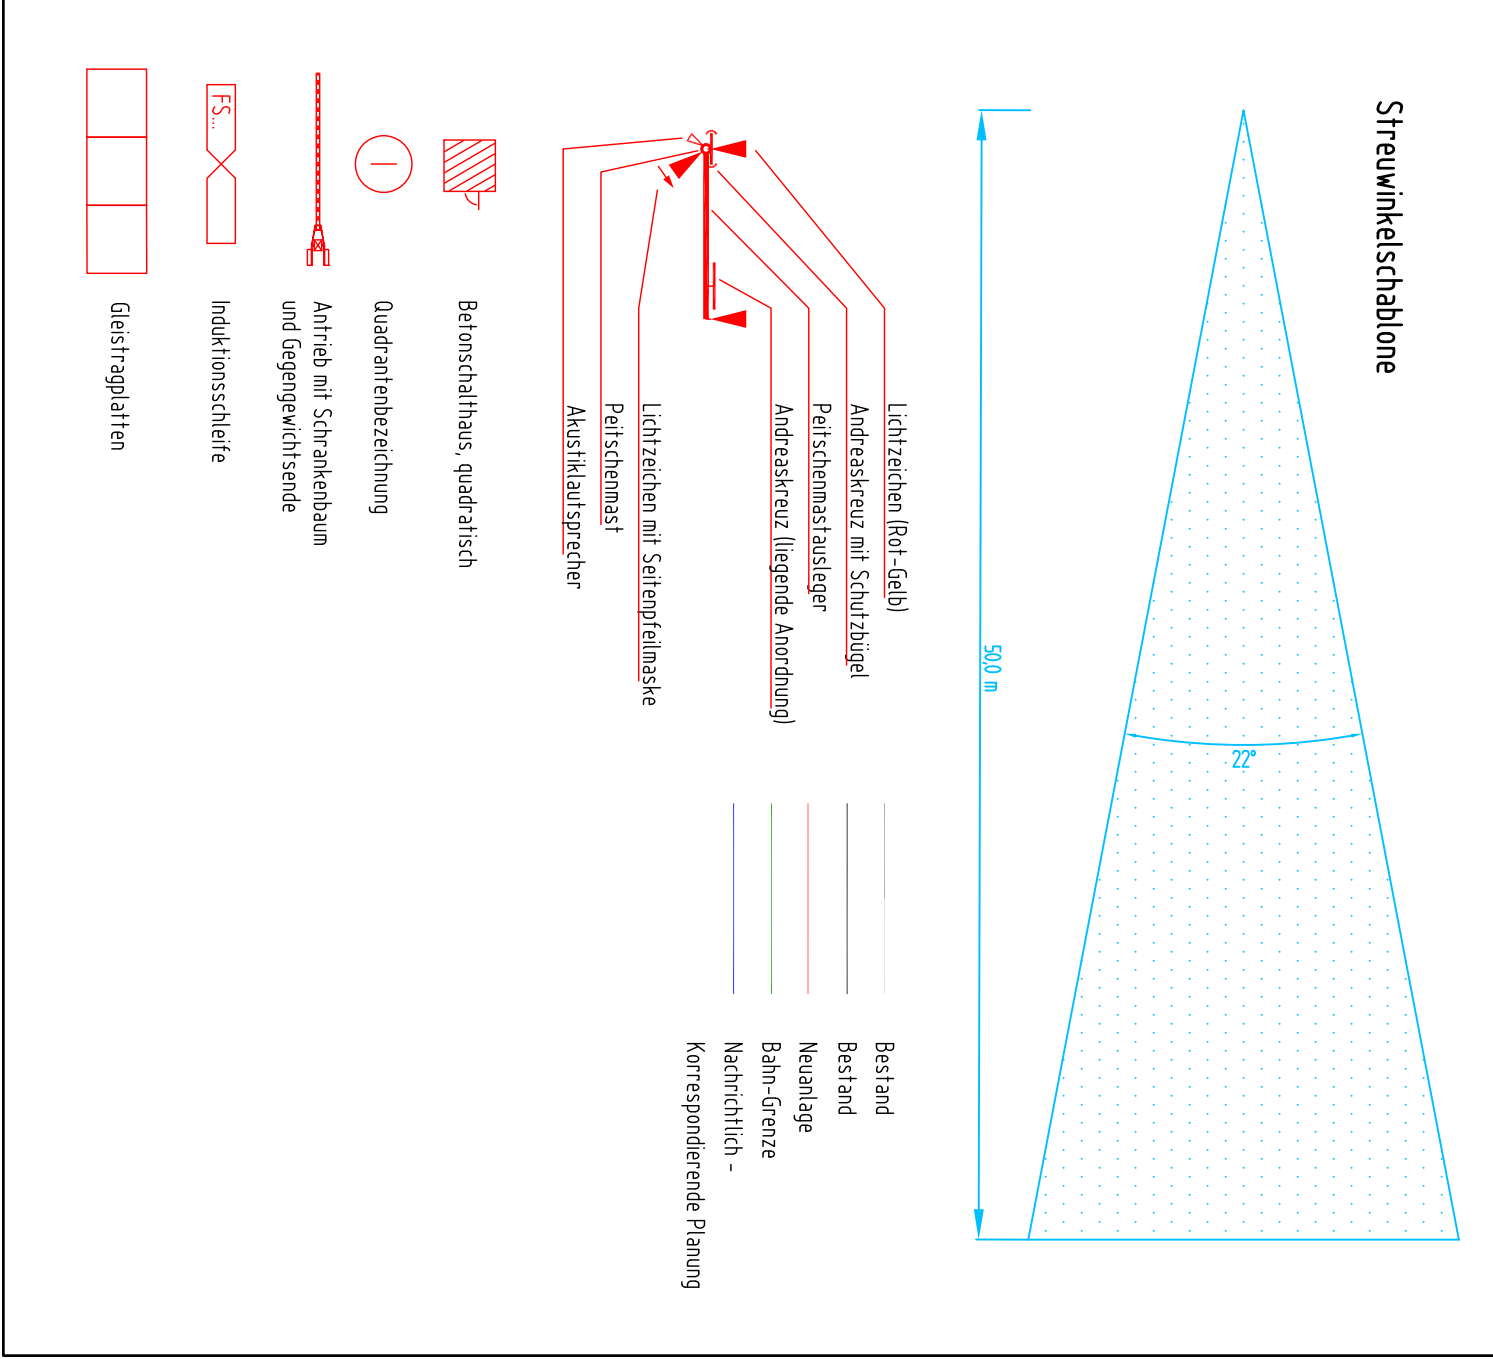 Streuwinkelschablone
50,0 m
22°
Lichtzeichen (Rot-Gelb)
Andreaskreuz mit Schutzbügel
Peitschenmastausleger
Andreaskreuz (liegende Anordnung)
Lichtzeichen mit Seitenpfeilmaske
Peitschenmast
Akustiklautsprecher
Bestand
Bestand
Neuanlage
Bahn-Grenze
Nachrichtlich -
Korrespondierende Planung
Betonschalthaus, quadratisch
I
Quadrantenbezeichnung
Antrieb mit Schrankenbaum
und Gegengewichtsende
FS...
Induktionsschleife
Gleistragplatten